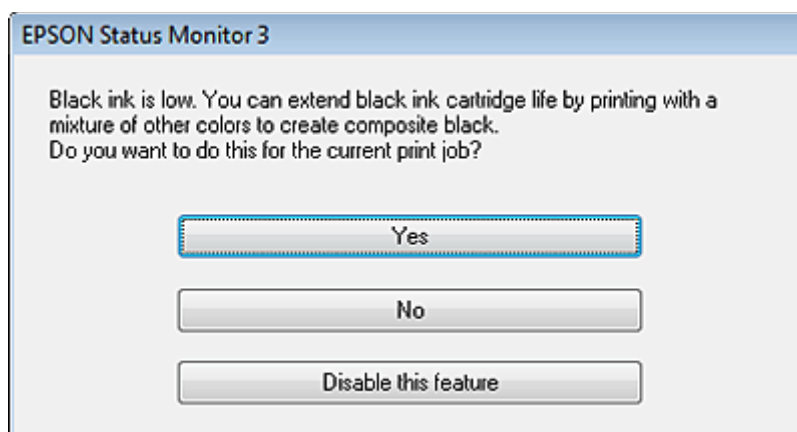 EPSON Status Monitor 3
Black ink is low. You can extend black ink cartridge life by printing with a
mixture of other colors to create composite black.
Do you want to do this for the current print job?
Yes
No
Disable this feature